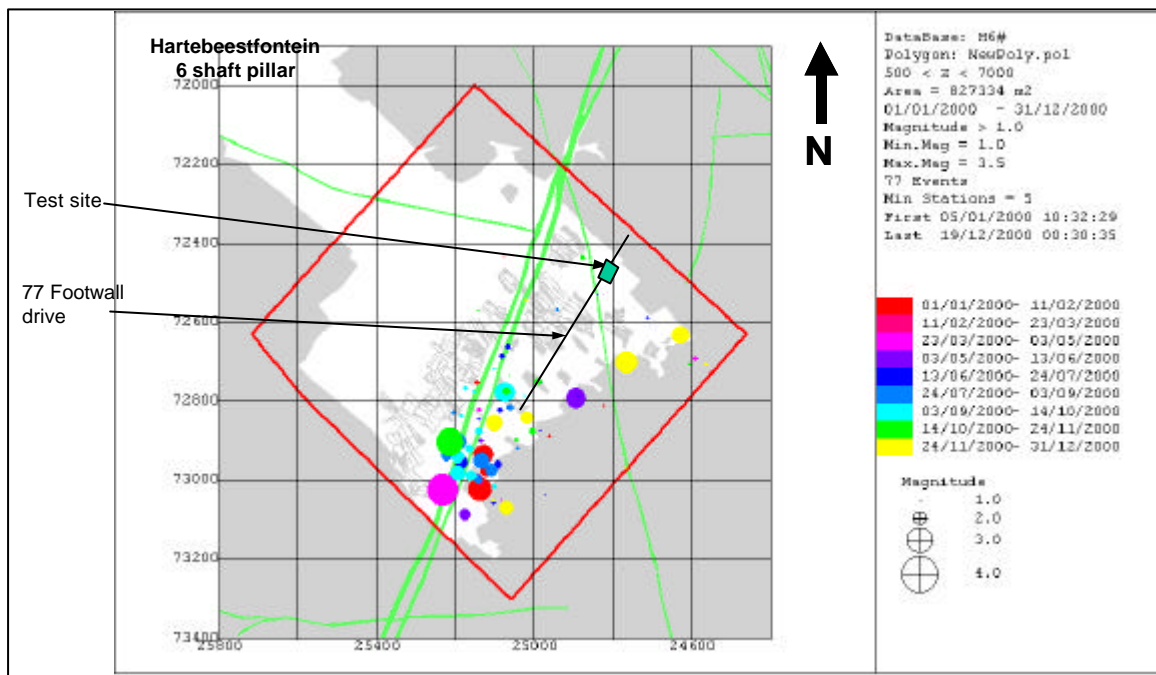 Hartebeestfontein
6 shaft pillar
Test site
77 Footwall
drive
N
72000
72200
72400
72600
72800
73000
73200
73400
25800
25400
25000
24600
DataBase: M6#
Polygon: NewPoly.pol
500 < z < 7000
Area = 827334 m2
01/01/2000 - 31/12/2000
Magnitude > 1.0
Min.Mag = 1.0
Max.Mag = 3.5
77 Events
Min Stations = 5
First 05/01/2000 10:32:29
Last 19/12/2000 00:30:35
01/01/2000- 11/02/2000
11/02/2000- 23/03/2000
23/03/2000- 03/05/2000
03/05/2000- 13/06/2000
13/06/2000- 24/07/2000
24/07/2000- 03/09/2000
03/09/2000- 14/10/2000
14/10/2000- 24/11/2000
24/11/2000- 31/12/2000
Magnitude
1.0
2.0
3.0
4.0